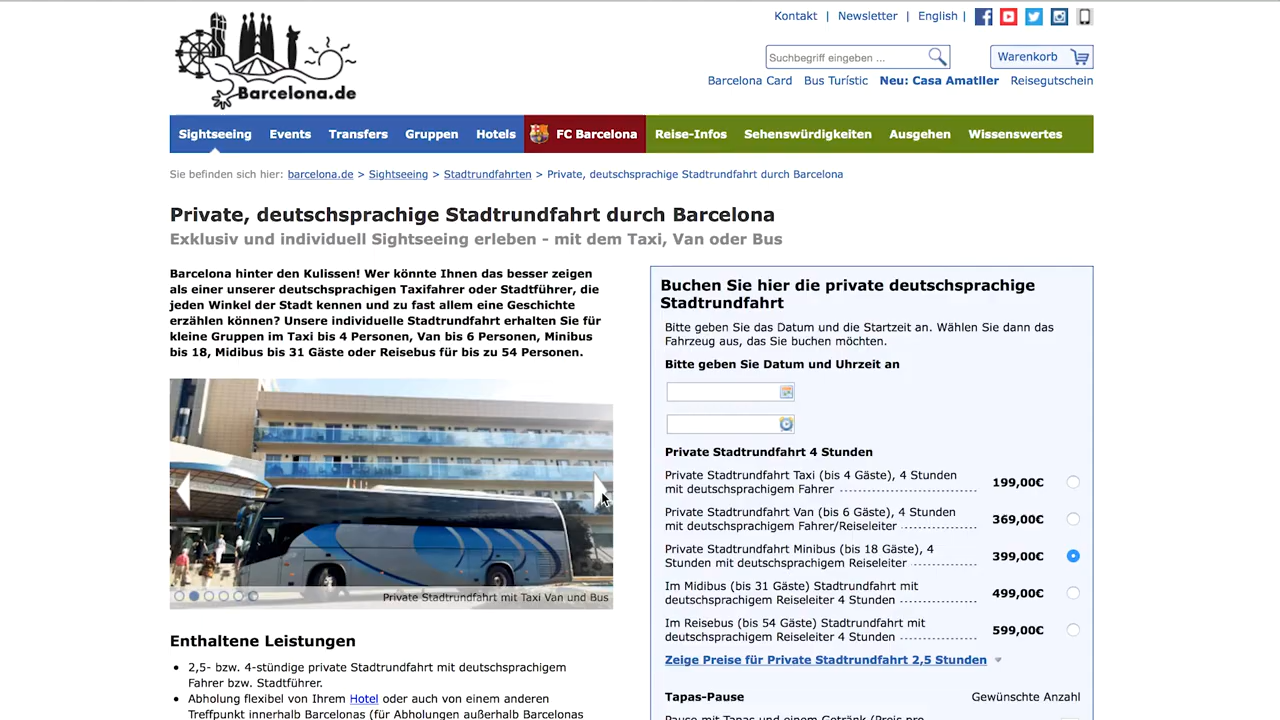 Kontakt | Newsletter | English |
Barcelona.de
Suchbegriff eingeben ...
Warenkorb
Barcelona Card Bus Turístic Neu: Casa Amatller Reisegutschein
Sightseeing Events Transfers Gruppen Hotels FC Barcelona Reise-Infos Sehenswürdigkeiten Ausgehen Wissenswertes
Sie befinden sich hier: barcelona.de > Sightseeing > Stadtrundfahrten > Private, deutschsprachige Stadtrundfahrt durch Barcelona
Private, deutschsprachige Stadtrundfahrt durch Barcelona
Exklusiv und individuell Sightseeing erleben - mit dem Taxi, Van oder Bus
Barcelona hinter den Kulissen! Wer könnte Ihnen das besser zeigen
als einer unserer deutschsprachigen Taxifahrer oder Stadtführer, die
jeden Winkel der Stadt kennen und zu fast allem eine Geschichte
erzählen können? Unsere individuelle Stadtrundfahrt erhalten Sie für
kleine Gruppen im Taxi bis 4 Personen, Van bis 6 Personen, Minibus
bis 18, Midibus bis 31 Gäste oder Reisebus für bis zu 54 Personen.
Private Stadtrundfahrt mit Taxi Van und Bus
Enthaltene Leistungen
• 2,5- bzw. 4-stündige private Stadtrundfahrt mit deutschsprachigem
Fahrer bzw. Stadtführer.
• Abholung flexibel von Ihrem Hotel oder auch von einem anderen
Treffpunkt innerhalb Barcelonas (für Abholungen außerhalb Barcelonas
Buchen Sie hier die private deutschsprachige
Stadtrundfahrt
Bitte geben Sie das Datum und die Startzeit an. Wählen Sie dann das
Fahrzeug aus, das Sie buchen möchten.
Bitte geben Sie Datum und Uhrzeit an
Private Stadtrundfahrt 4 Stunden
Private Stadtrundfahrt Taxi (bis 4 Gäste), 4 Stunden
mit deutschsprachigem Fahrer 199,00€
Private Stadtrundfahrt Van (bis 6 Gäste), 4 Stunden
mit deutschsprachigem Fahrer/Reiseleiter 369,00€
Private Stadtrundfahrt Minibus (bis 18 Gäste), 4
Stunden mit deutschsprachigem Reiseleiter 399,00€
Im Midibus (bis 31 Gäste) Stadtrundfahrt mit
deutschsprachigem Reiseleiter 4 Stunden 499,00€
Im Reisebus (bis 54 Gäste) Stadtrundfahrt mit
deutschsprachigem Reiseleiter 4 Stunden 599,00€
Zeige Preise für Private Stadtrundfahrt 2,5 Stunden
Tapas-Pause Gewünschte Anzahl
Pause mit Tapas und einem Getränk (Preis pro